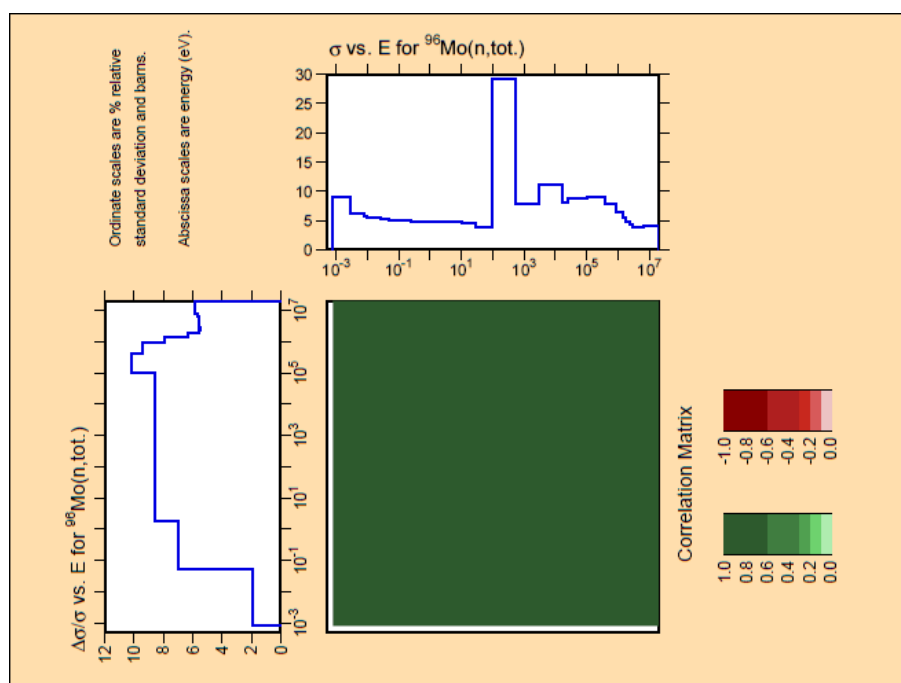 Ordinate scales are % relative
standard deviation and barns.
Abscissa scales are energy (eV).
σ vs. E for ⁹⁶Mo(n,tot.)
30
25
20
15
10
5
0
10⁻³ 10⁻¹ 10¹ 10³ 10⁵ 10⁷
Δσ/σ vs. E for ⁹⁶Mo(n,tot.)
12 10 8 6 4 2 0
10⁷
10⁵
10³
10¹
10⁻¹
10⁻³
Correlation Matrix
-1.0 -0.8 -0.6 -0.4 -0.2 0.0
1.0 0.8 0.6 0.4 0.2 0.0